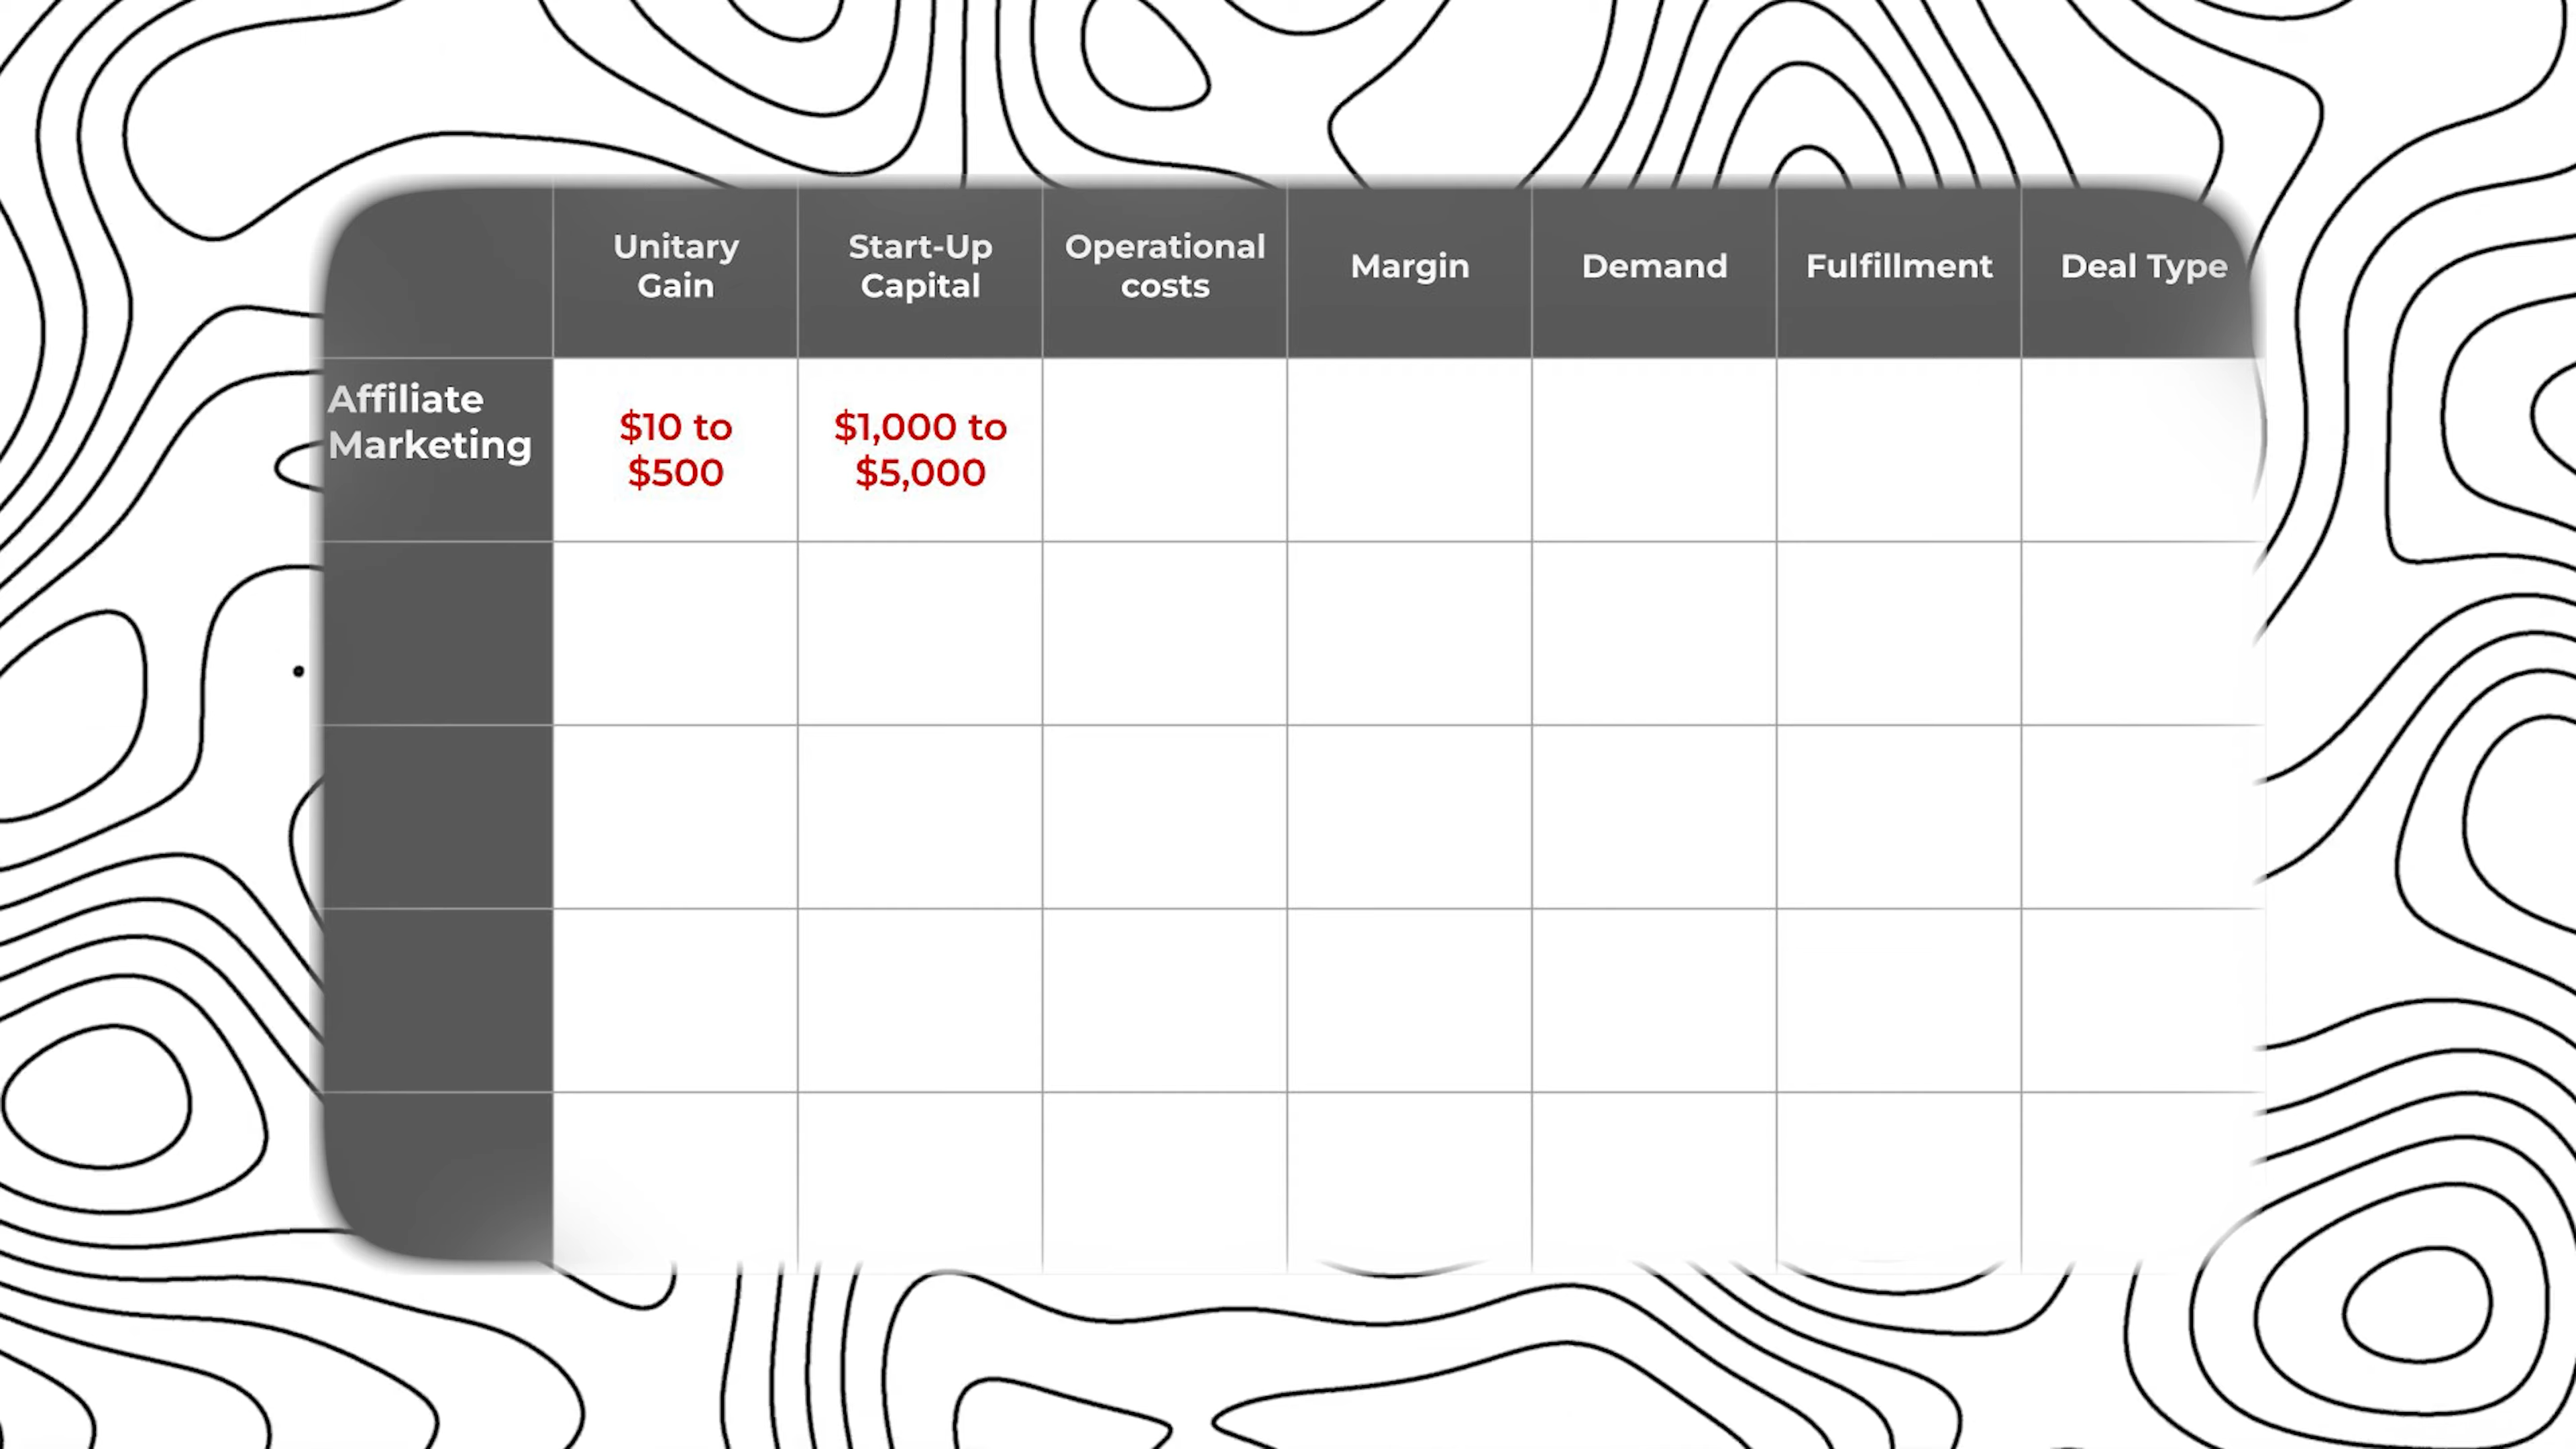 Unitary
Gain
Start-Up
Capital
Operational
costs
Margin
Demand
Fulfillment
Deal Type
Affiliate
Marketing
$10 to
$500
$1,000 to
$5,000